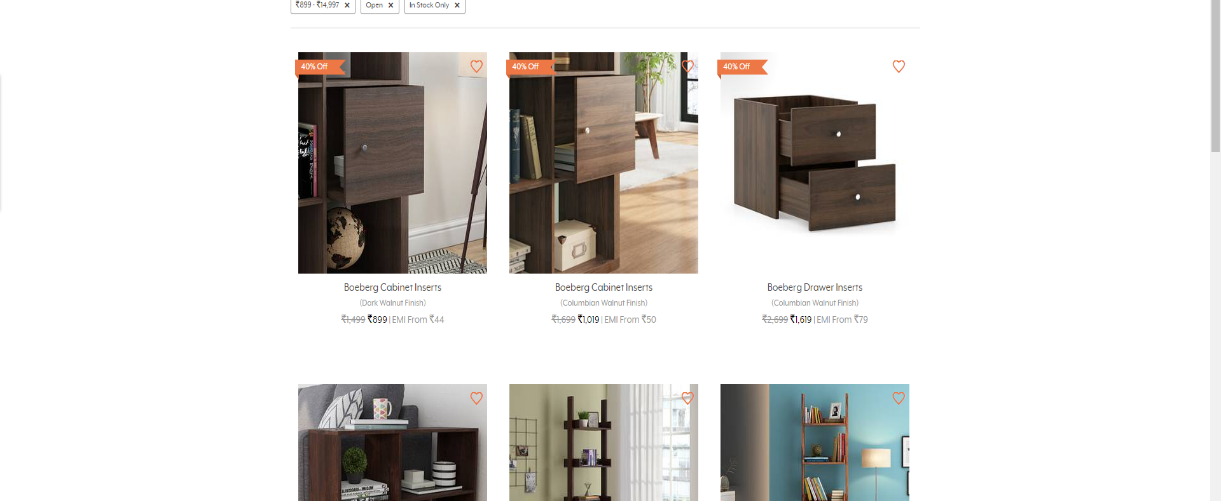 ₹899 - ₹14,997 ×
Open ×
In Stock Only ×
40% Off
40% Off
40% Off
Boeberg Cabinet Inserts
(Dark Walnut Finish)
₹1,499 ₹899 | EMI From ₹44
Boeberg Cabinet Inserts
(Columbian Walnut Finish)
₹1,699 ₹1,019 | EMI From ₹50
Boeberg Drawer Inserts
(Columbian Walnut Finish)
₹2,699 ₹1,619 | EMI From ₹79